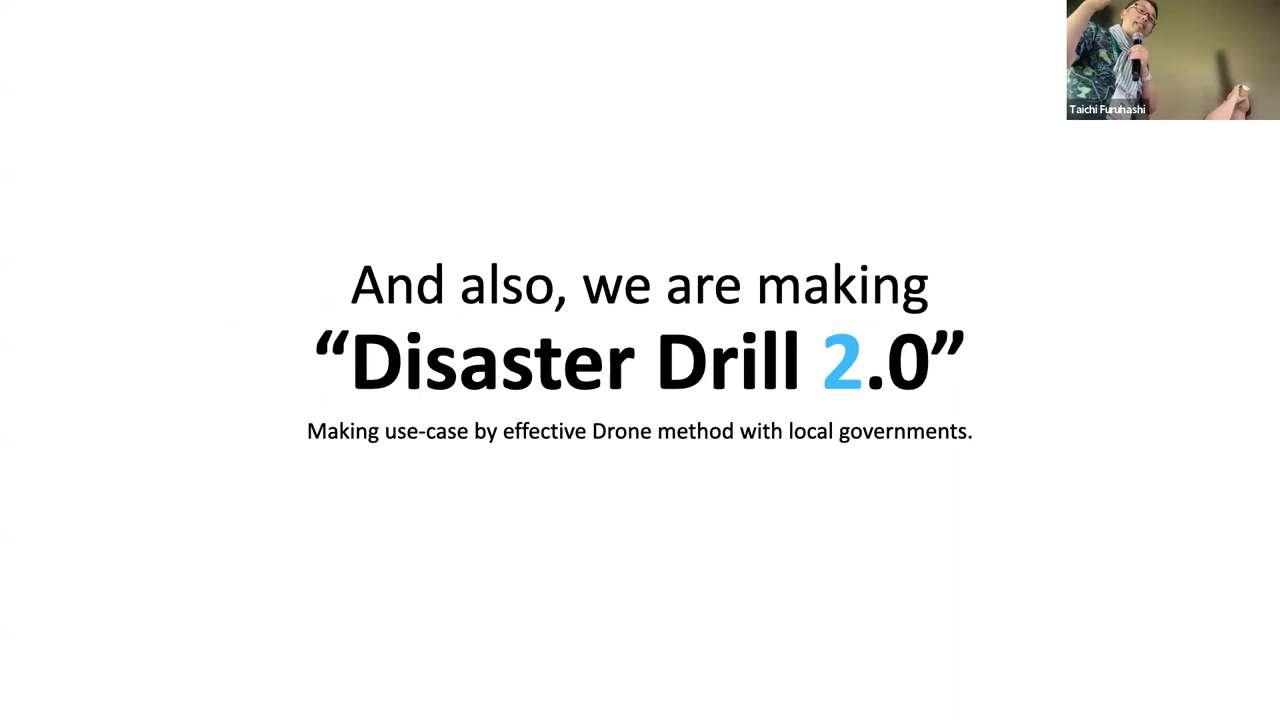 Taichi Furuhashi
And also, we are making
“Disaster Drill 2.0”
Making use-case by effective Drone method with local governments.